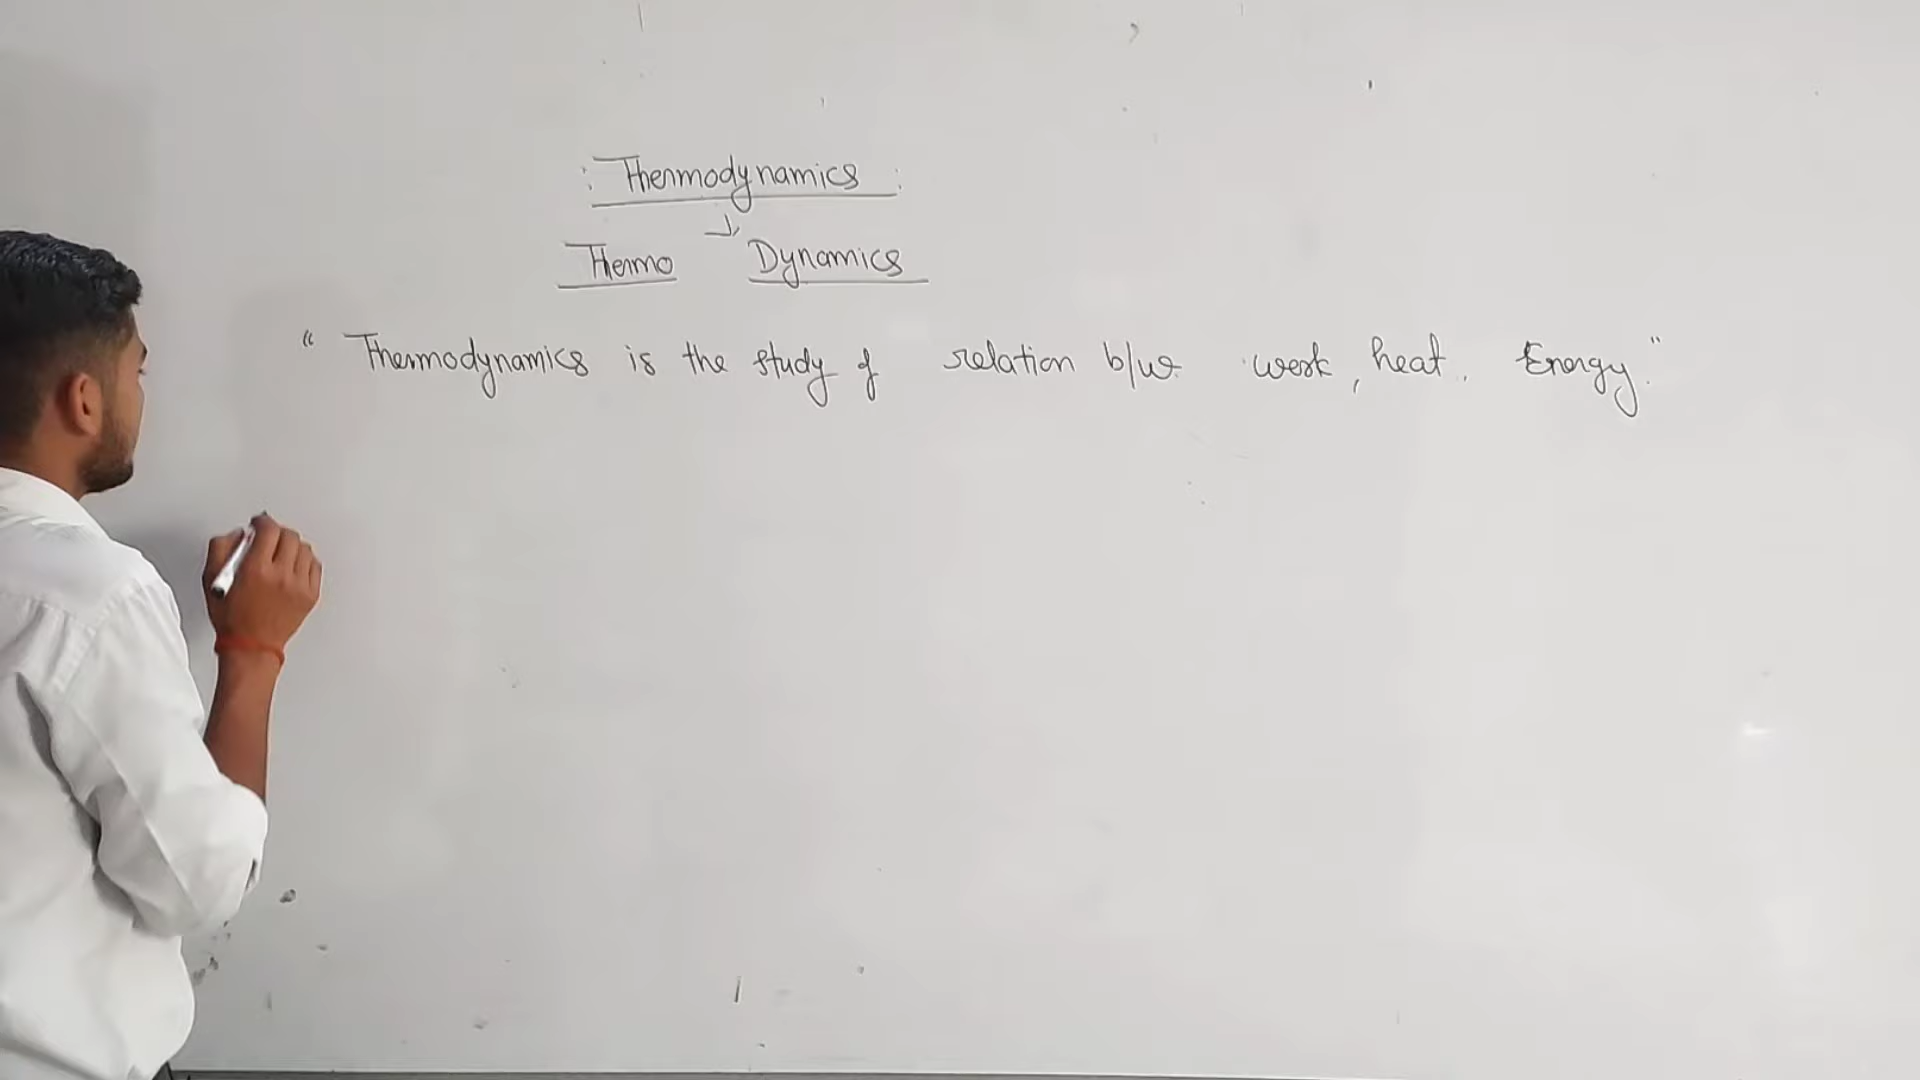 : Thermodynamics :
Thermo Dynamics
“ Thermodynamics is the study of relation b/w work, heat, Energy.”